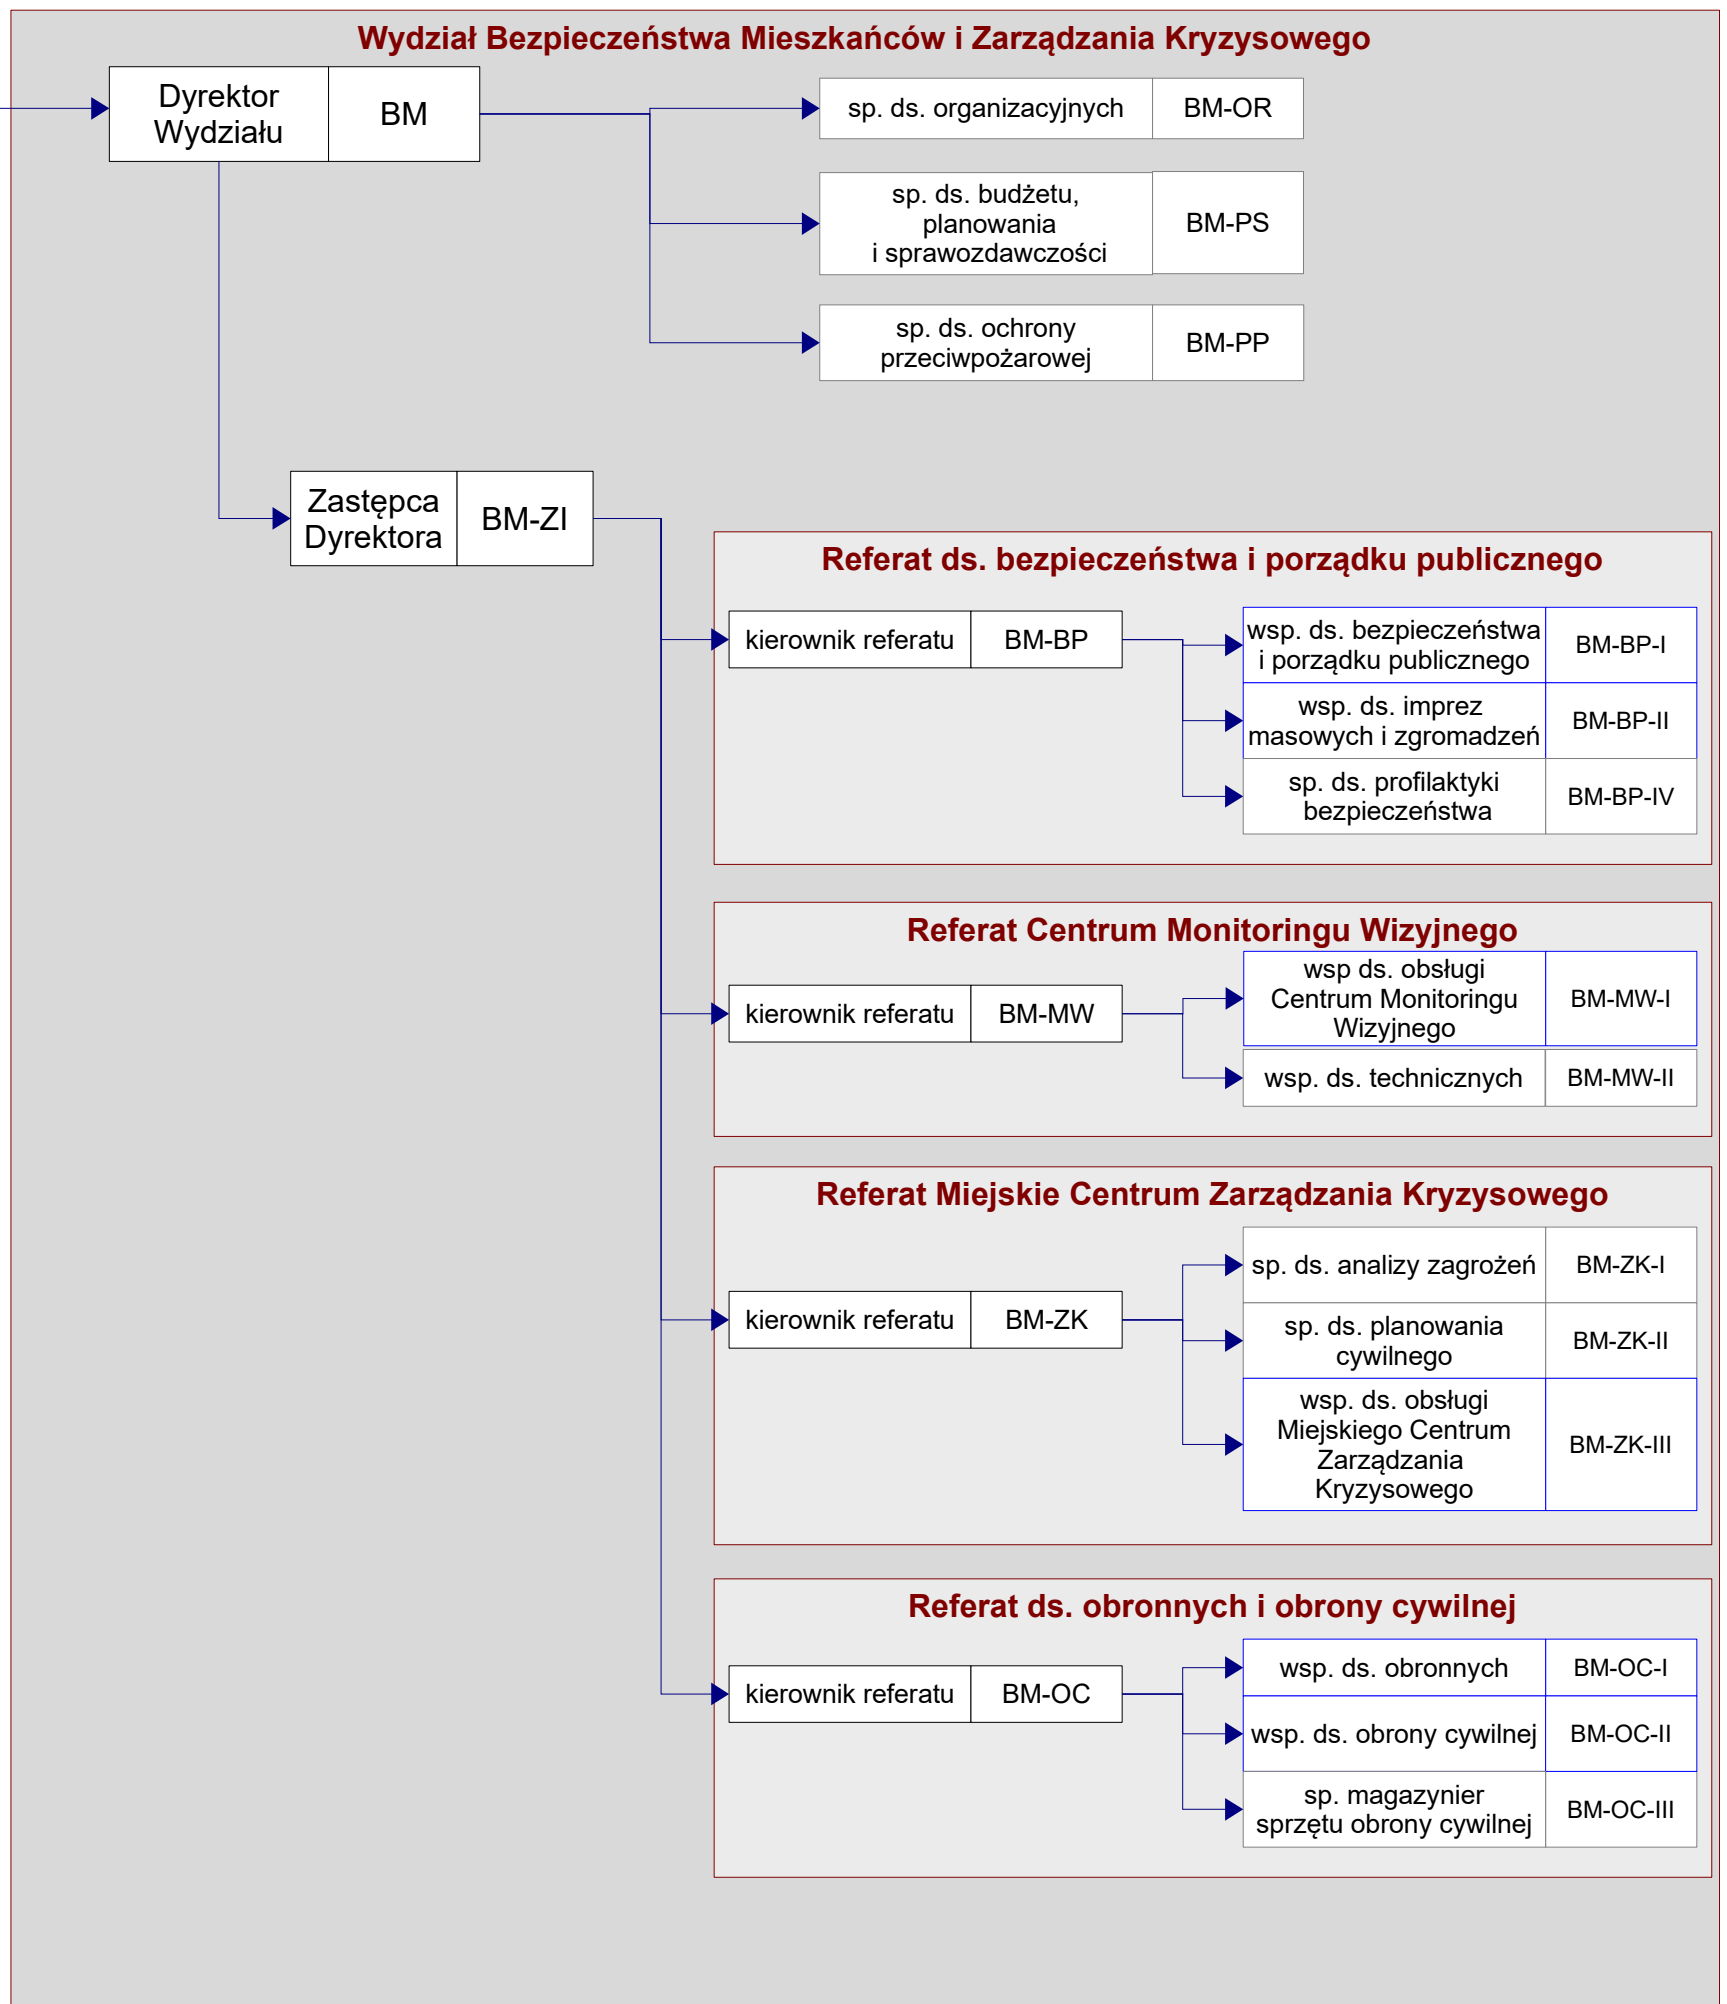 Wydział Bezpieczeństwa Mieszkańców i Zarządzania Kryzysowego
Dyrektor
Wydziału
BM
sp. ds. organizacyjnych
BM-OR
sp. ds. budżetu,
planowania
i sprawozdawczości
BM-PS
sp. ds. ochrony
przeciwpożarowej
BM-PP
Zastępca
Dyrektora
BM-ZI
Referat ds. bezpieczeństwa i porządku publicznego
kierownik referatu
BM-BP
wsp. ds. bezpieczeństwa
i porządku publicznego
BM-BP-I
wsp. ds. imprez
masowych i zgromadzeń
BM-BP-II
sp. ds. profilaktyki
bezpieczeństwa
BM-BP-IV
Referat Centrum Monitoringu Wizyjnego
kierownik referatu
BM-MW
wsp ds. obsługi
Centrum Monitoringu
Wizyjnego
BM-MW-I
wsp. ds. technicznych
BM-MW-II
Referat Miejskie Centrum Zarządzania Kryzysowego
kierownik referatu
BM-ZK
sp. ds. analizy zagrożeń
BM-ZK-I
sp. ds. planowania
cywilnego
BM-ZK-II
wsp. ds. obsługi
Miejskiego Centrum
Zarządzania
Kryzysowego
BM-ZK-III
Referat ds. obronnych i obrony cywilnej
kierownik referatu
BM-OC
wsp. ds. obronnych
BM-OC-I
wsp. ds. obrony cywilnej
BM-OC-II
sp. magazynier
sprzętu obrony cywilnej
BM-OC-III